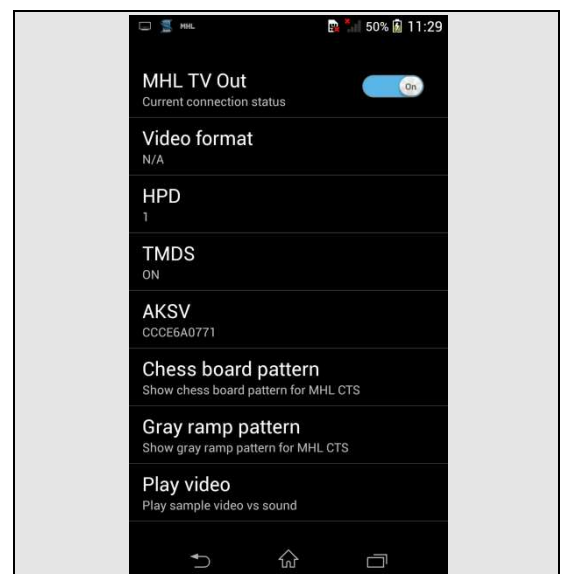 MHL 50% 11:29
MHL TV Out
Current connection status
On
Video format
N/A
HPD
1
TMDS
ON
AKSV
CCCE6A0771
Chess board pattern
Show chess board pattern for MHL CTS
Gray ramp pattern
Show gray ramp pattern for MHL CTS
Play video
Play sample video vs sound